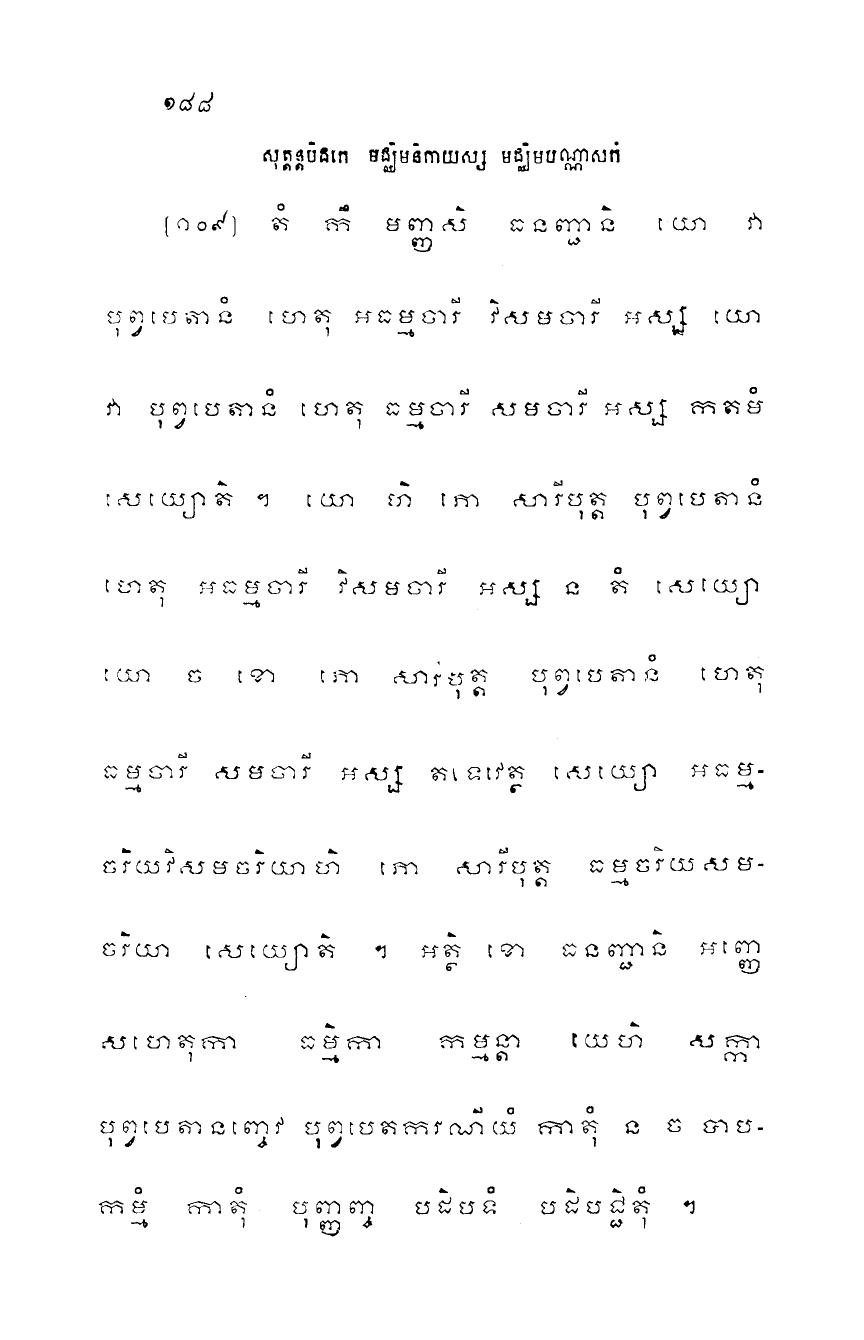 ១៨៨
សុត្តន្តបិដកេ មជ្ឈិមនិកាយស្ស មជ្ឈិមបណ្ណាសកំ
[១០៩] តំ កឹ មញ្ញសិ ធនញ្ជានិ យោ វា
បុព្វបេតានំ ហេតុ អធម្មចារី វិសមចារី អស្ស យោ
វា បុព្វបេតានំ ហេតុ ធម្មចារី សមចារី អស្ស កតមំ
សេយ្យោតិ ។ យោ ហិ ភោ សារីបុត្ត បុព្វបេតានំ
ហេតុ អធម្មចារី វិសមចារី អស្ស ន តំ សេយ្យោ
យោ ច ខោ ភោ សារីបុត្ត បុព្វបេតានំ ហេតុ
ធម្មចារី សមចារី អស្ស តទេវេត្ថ សេយ្យោ អធម្ម-
ចរិយវិសមចរិយាហិ ភោ សារីបុត្ត ធម្មចរិយសម-
ចរិយា សេយ្យោតិ ។ អត្ថិ ខោ ធនញ្ជានិ អញ្ញេ
សហេតុកា ធម្មិកា កម្មន្តា យេហិ សក្កា
បុព្វបេតានញ្ចេវ បុព្វបេតករណីយំ កាតុំ ន ច បាប-
កម្មំ កាតុំ បុញ្ញញ្ច បដិបទំ បដិបជ្ជិតុំ ។